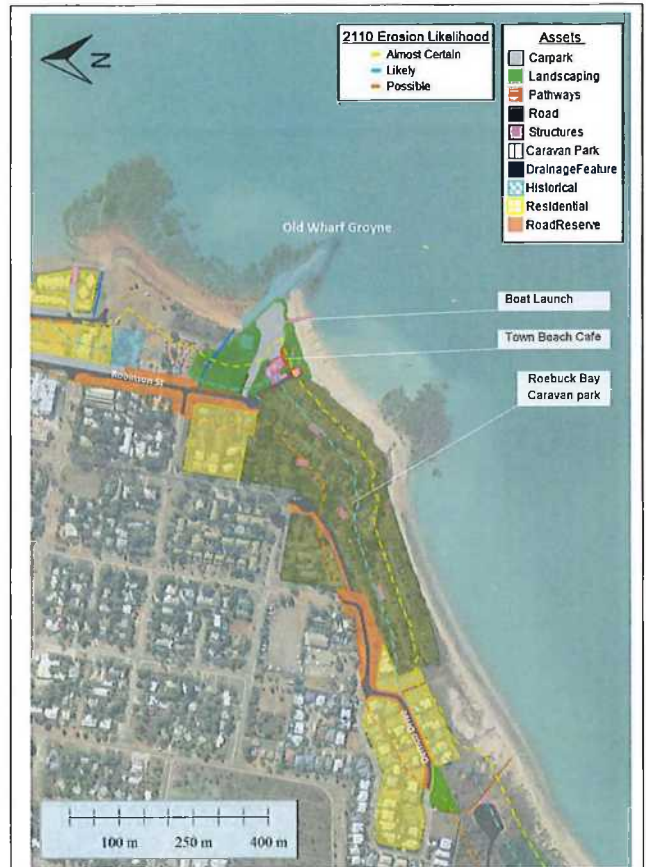 N
2110 Erosion Likelihood
Almost Certain
Likely
Possible
Assets
Carpark
Landscaping
Pathways
Road
Structures
Caravan Park
DrainageFeature
Historical
Residential
RoadReserve
Old Wharf Groyne
Boat Launch
Town Beach Cafe
Roebuck Bay
Caravan park
Robinson St
100 m 250 m 400 m